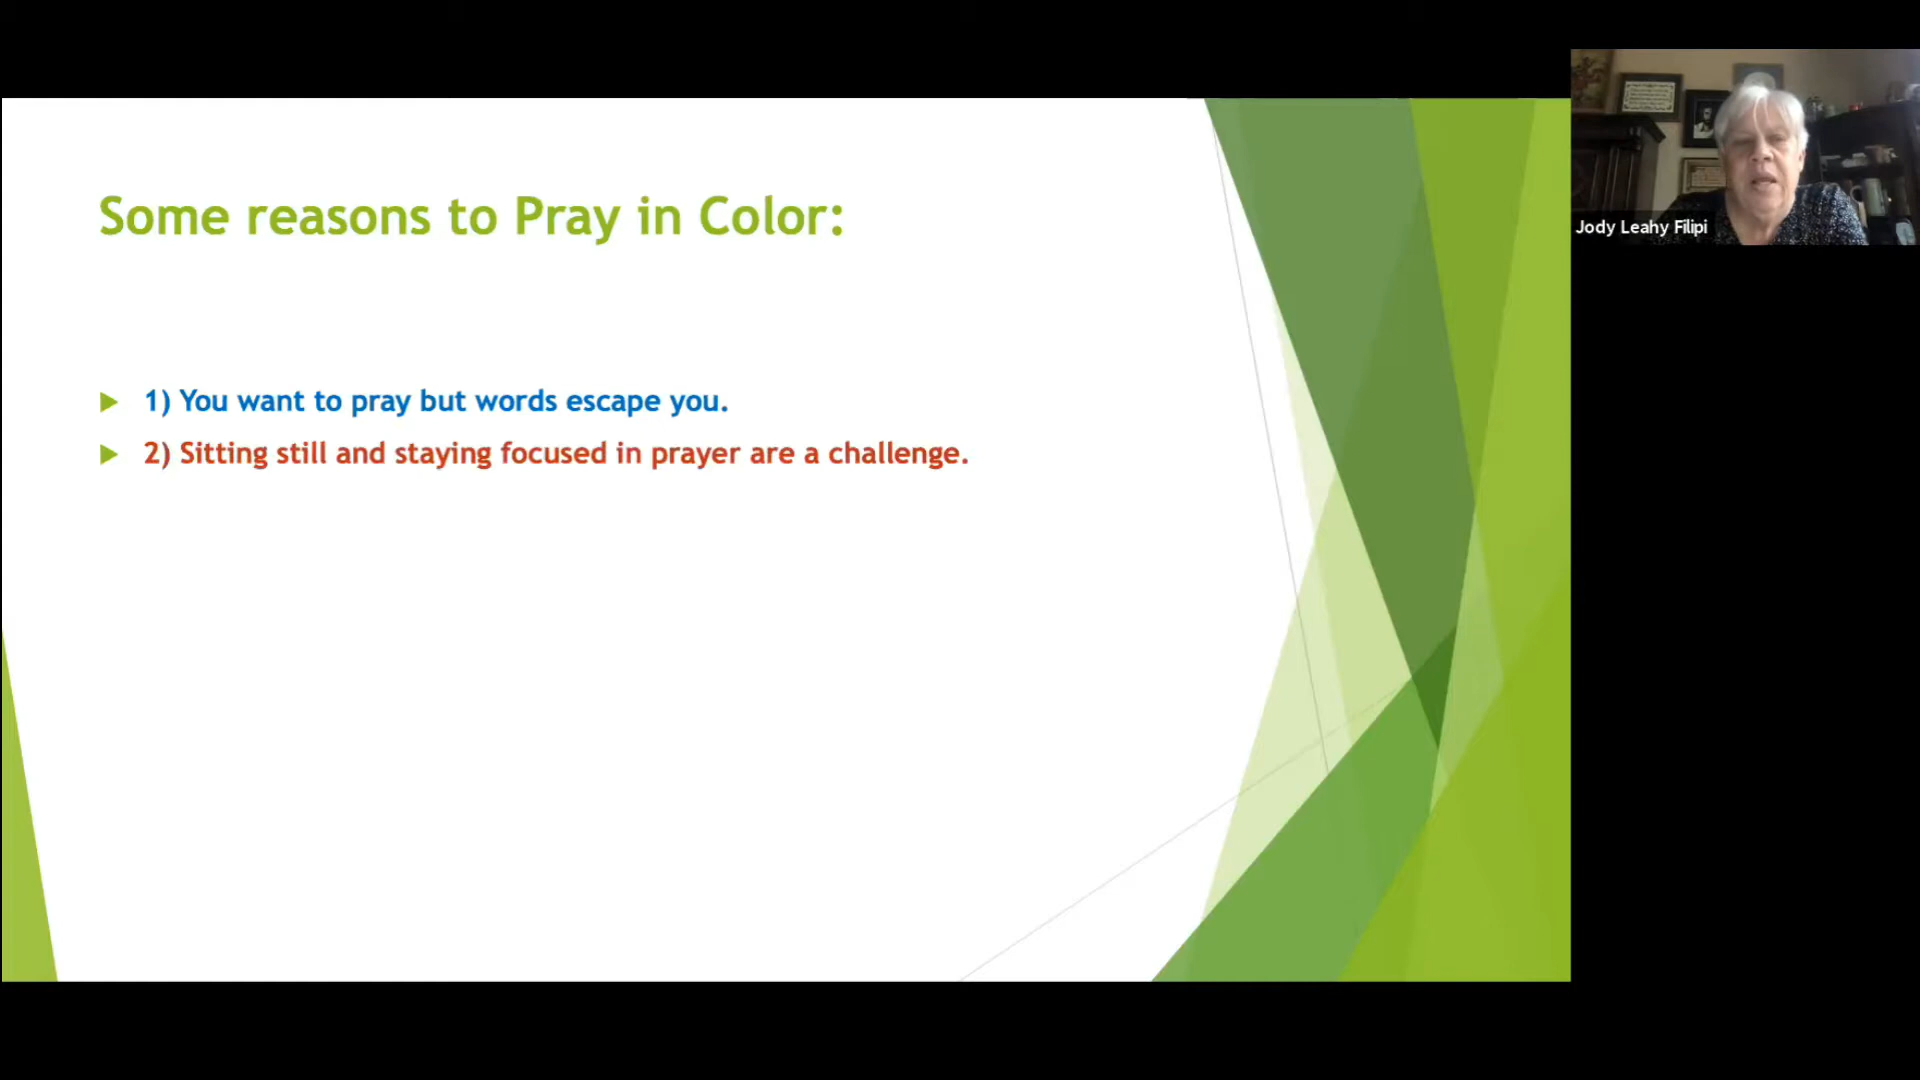 Some reasons to Pray in Color:
1) You want to pray but words escape you.
2) Sitting still and staying focused in prayer are a challenge.
Jody Leahy Filipi